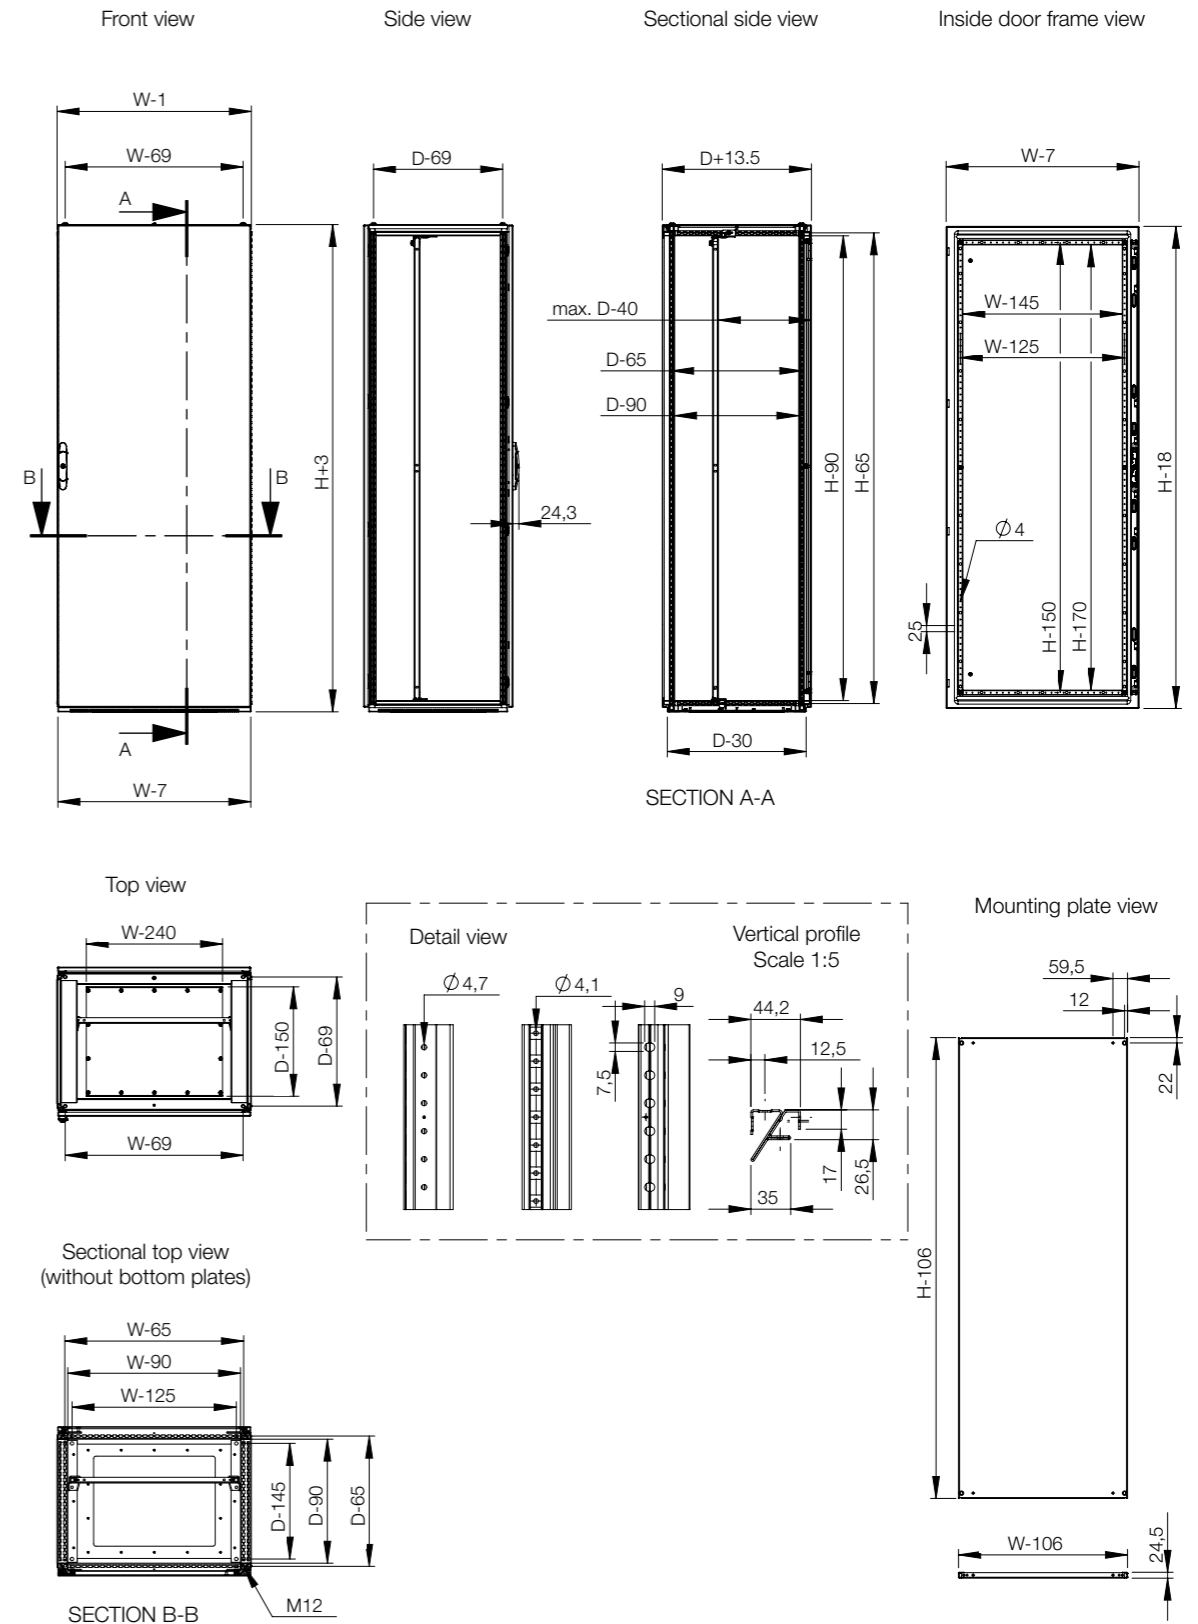 Front view
Side view
Sectional side view
Inside door frame view
W-1
W-69
D-69
D+13.5
W-7
A
max. D-40
W-145
D-65
W-125
D-90
H+3
H-90
H-65
H-18
B
B
24,3
Ø4
25
H-150
H-170
A
D-30
W-7
SECTION A-A
Top view
W-240
D-150
D-69
W-69
Detail view
Vertical profile
Scale 1:5
Ø4,7
Ø4,1
9
44,2
12,5
7,5
17
26,5
35
Mounting plate view
59,5
12
22
H-106
W-106
24,5
Sectional top view
(without bottom plates)
W-65
W-90
W-125
D-145
D-90
D-65
M12
SECTION B-B